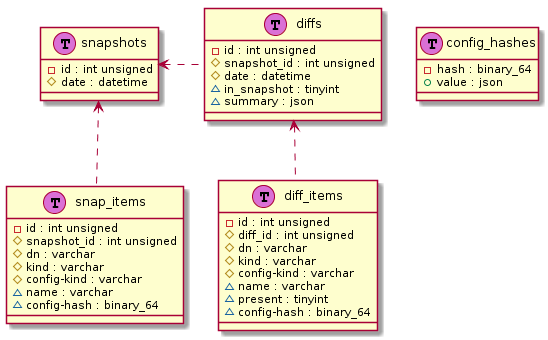 T snapshots
id : int unsigned
date : datetime
T diffs
id : int unsigned
snapshot_id : int unsigned
date : datetime
in_snapshot : tinyint
summary : json
T config_hashes
hash : binary_64
value : json
T snap_items
id : int unsigned
snapshot_id : int unsigned
dn : varchar
kind : varchar
config-kind : varchar
name : varchar
config-hash : binary_64
T diff_items
id : int unsigned
diff_id : int unsigned
dn : varchar
kind : varchar
config-kind : varchar
name : varchar
present : tinyint
config-hash : binary_64